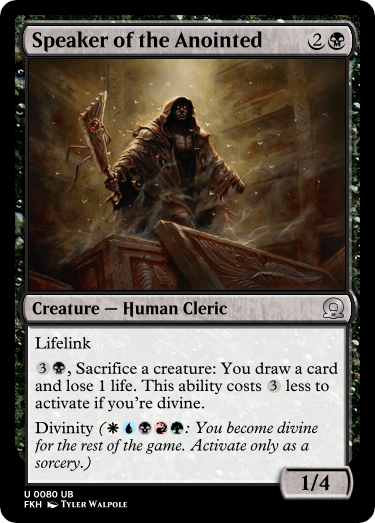 Speaker of the Anointed 2
Creature — Human Cleric
Lifelink
3, Sacrifice a creature: You draw a card
and lose 1 life. This ability costs 3 less to
activate if you're divine.
Divinity (: You become divine
for the rest of the game. Activate only as
a sorcery.)
1/4
U 0080 UB
FKH Tyler Walpole